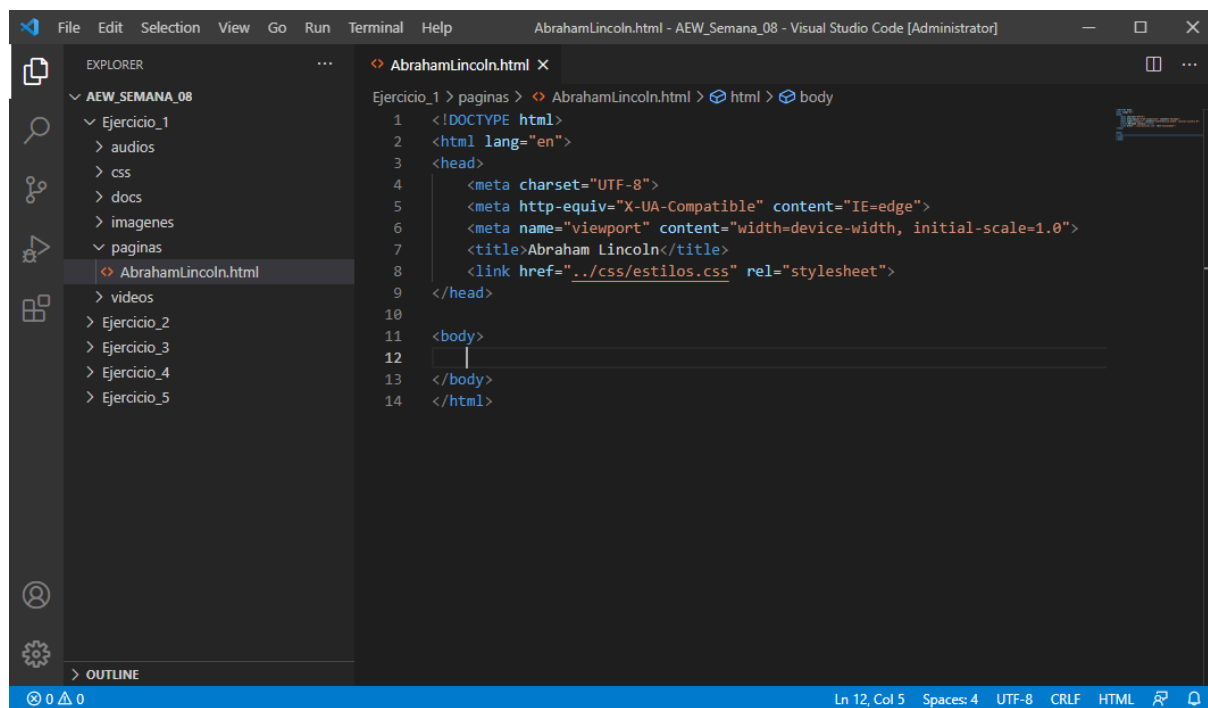 File Edit Selection View Go Run Terminal Help AbrahamLincoln.html - AEW_Semana_08 - Visual Studio Code [Administrator]
EXPLORER
AEW_SEMANA_08
Ejercicio_1
audios
css
docs
imagenes
paginas
AbrahamLincoln.html
videos
Ejercicio_2
Ejercicio_3
Ejercicio_4
Ejercicio_5
OUTLINE
AbrahamLincoln.html
Ejercicio_1 > paginas > AbrahamLincoln.html > html > body
1 <!DOCTYPE html>
2 <html lang="en">
3 <head>
4 <meta charset="UTF-8">
5 <meta http-equiv="X-UA-Compatible" content="IE=edge">
6 <meta name="viewport" content="width=device-width, initial-scale=1.0">
7 <title>Abraham Lincoln</title>
8 <link href="../css/estilos.css" rel="stylesheet">
9 </head>
10
11 <body>
12
13 </body>
14 </html>
0 0 Ln 12, Col 5 Spaces: 4 UTF-8 CRLF HTML